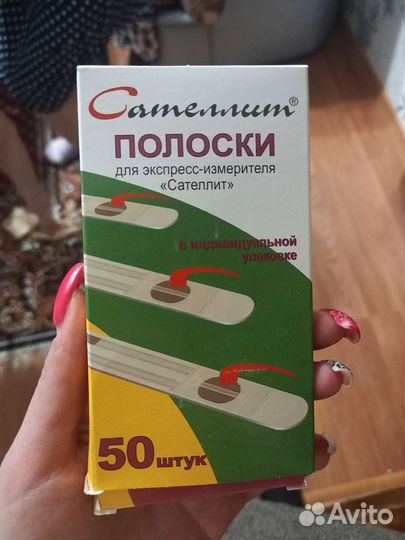 Сателлит®
ПОЛОСКИ
для экспресс-измерителя
«Сателлит»
в индивидуальной
упаковке
50 штук
Avito